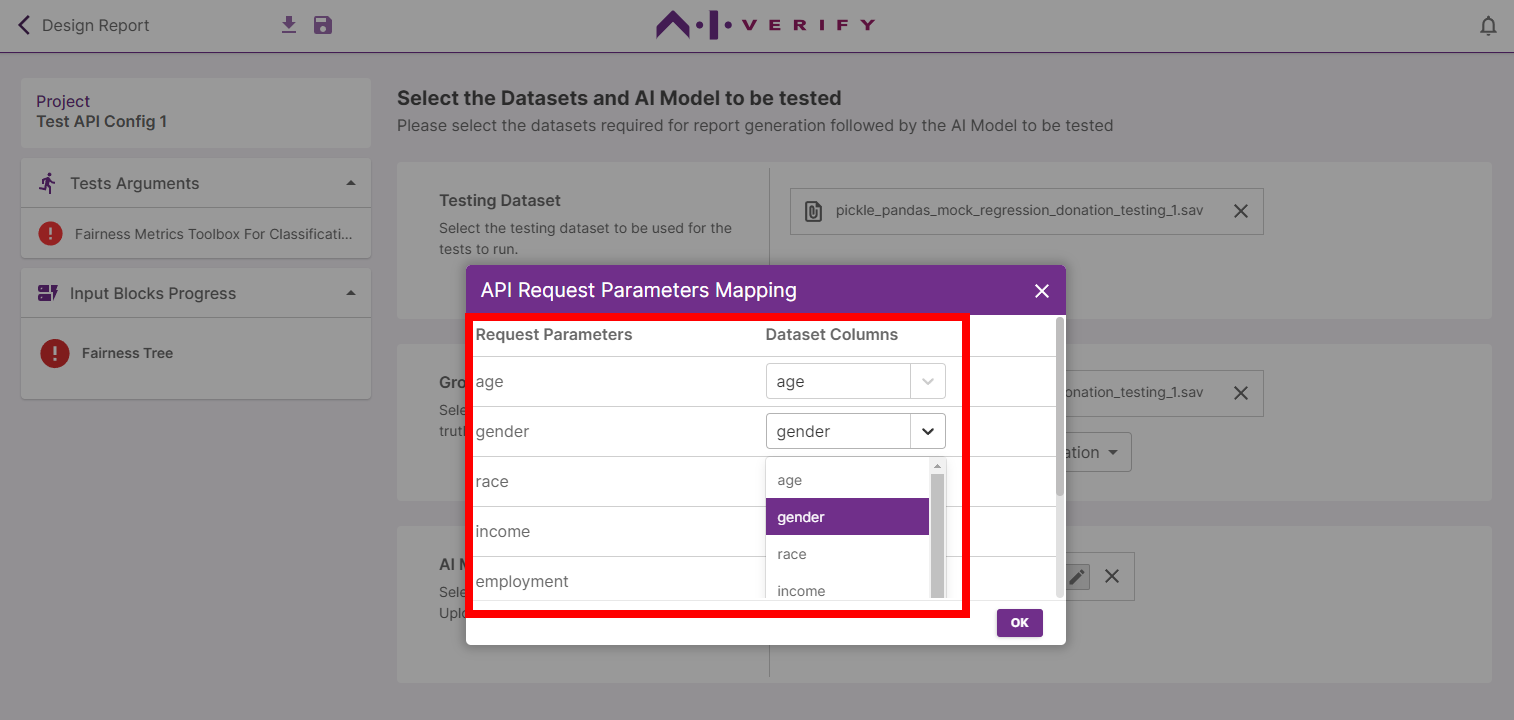 Design Report
A·I·VERIFY
Project
Test API Config 1
Tests Arguments
Fairness Metrics Toolbox For Classificati...
Input Blocks Progress
Fairness Tree
Select the Datasets and AI Model to be tested
Please select the datasets required for report generation followed by the AI Model to be tested
Testing Dataset
Select the testing dataset to be used for the
tests to run.
pickle_pandas_mock_regression_donation_testing_1.sav
API Request Parameters Mapping
Request Parameters Dataset Columns
age age
gender gender
race
income
employment
age
gender
race
income
OK
Gro
Sele
truth
onation_testing_1.sav
ation
AI M
Sele
Uplo